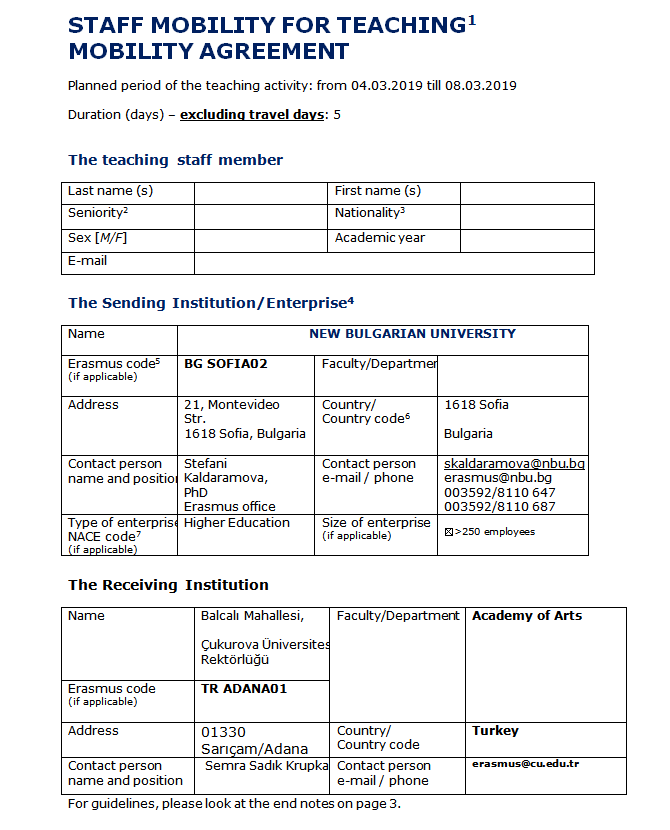 STAFF MOBILITY FOR TEACHING1
MOBILITY AGREEMENT
Planned period of the teaching activity: from 04.03.2019 till 08.03.2019
Duration (days) – excluding travel days: 5
The teaching staff member
Last name (s) First name (s)
Seniority2 Nationality3
Sex [M/F] Academic year
E-mail
The Sending Institution/Enterprise4
Name NEW BULGARIAN UNIVERSITY
Erasmus code5 BG SOFIA02 Faculty/Departmen
(if applicable)
Address 21, Montevideo Country/ 1618 Sofia
Str. Country code6
1618 Sofia, Bulgaria Bulgaria
Contact person Stefani Contact person skaldaramova@nbu.bg
name and position Kaldaramova, e-mail / phone erasmus@nbu.bg
PhD 003592/8110 647
Erasmus office 003592/8110 687
Type of enterprise Higher Education Size of enterprise
NACE code7 (if applicable) ☒>250 employees
(if applicable)
The Receiving Institution
Name Balcalı Mahallesi, Faculty/Department Academy of Arts
Çukurova Üniversites
Rektörlüğü
Erasmus code TR ADANA01
(if applicable)
Address 01330 Country/ Turkey
Sarıçam/Adana Country code
Contact person Semra Sadık Krupka Contact person erasmus@cu.edu.tr
name and position e-mail / phone
For guidelines, please look at the end notes on page 3.